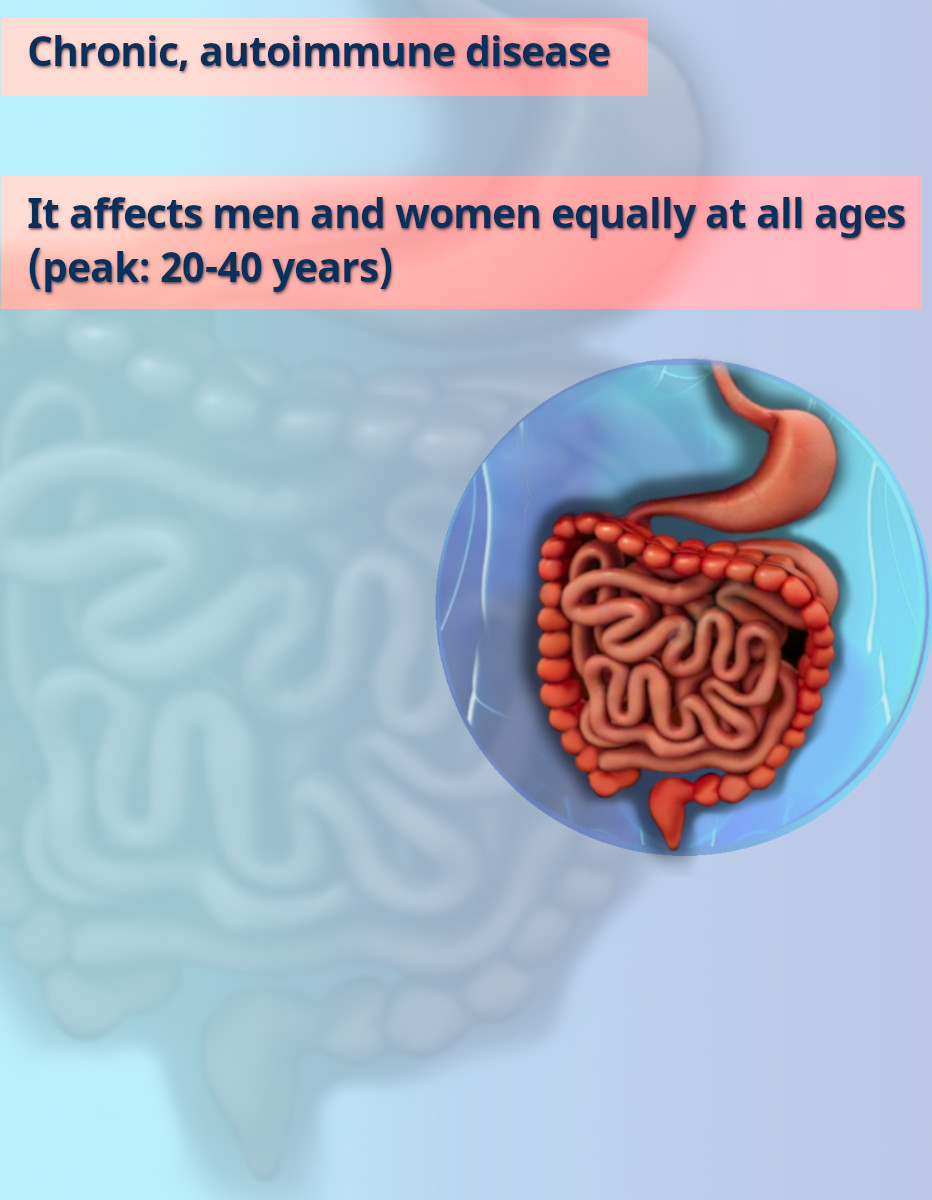 Chronic, autoimmune disease
It affects men and women equally at all ages
(peak: 20-40 years)